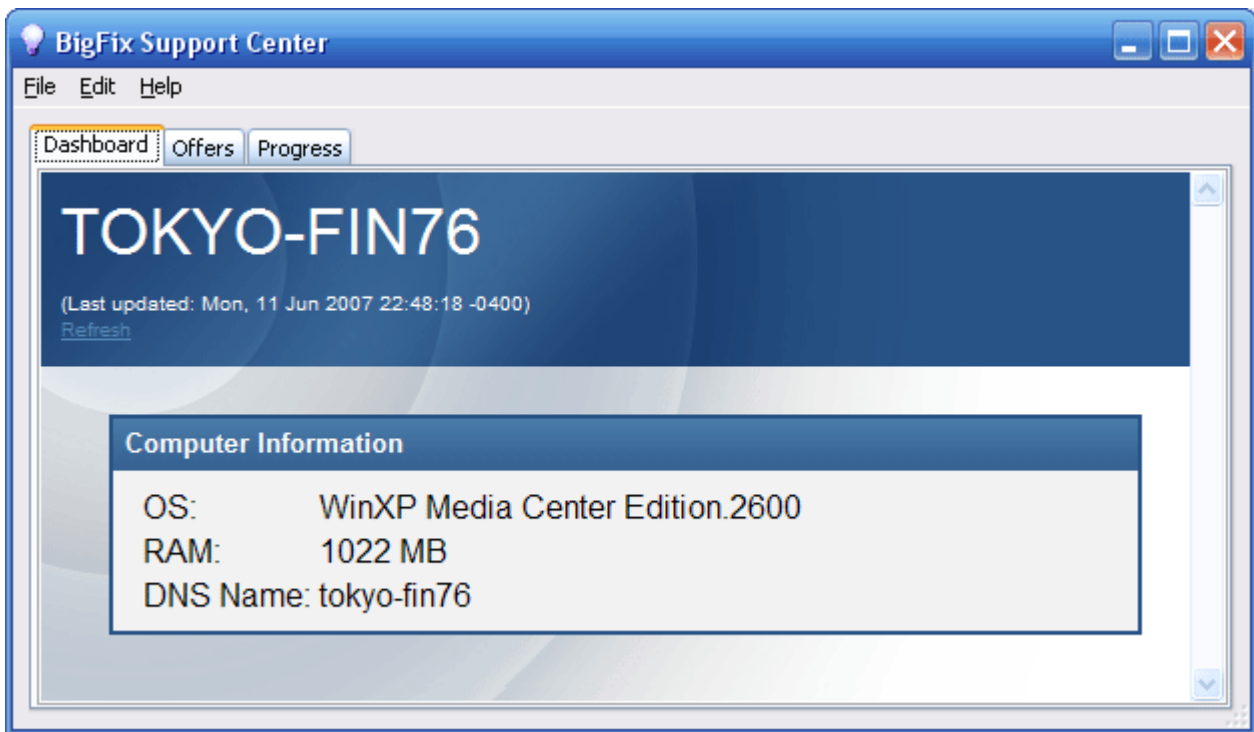 BigFix Support Center
File Edit Help
Dashboard Offers Progress
TOKYO-FIN76
(Last updated: Mon, 11 Jun 2007 22:48:18 -0400)
Refresh
Computer Information
OS: WinXP Media Center Edition.2600
RAM: 1022 MB
DNS Name: tokyo-fin76